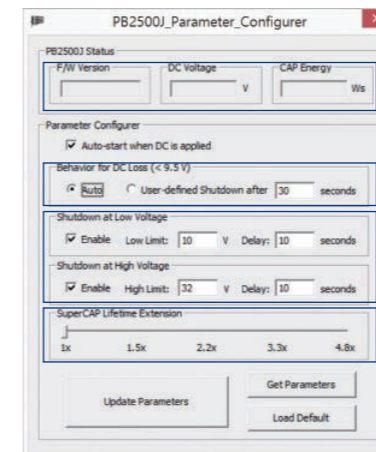 PB2500J_Parameter_Configurer
PB2500J Status
F/W Version DC Voltage CAP Energy
V Ws
Parameter Configurer
Auto-start when DC is applied
Behavior for DC Loss (< 9.5 V)
Auto User-defined Shutdown after 30 seconds
Shutdown at Low Voltage
Enable Low Limit: 10 V Delay: 10 seconds
Shutdown at High Voltage
Enable High Limit: 32 V Delay: 10 seconds
SuperCAP Lifetime Extension
1x 1.5x 2.2x 3.3x 4.8x
Update Parameters
Get Parameters
Load Default